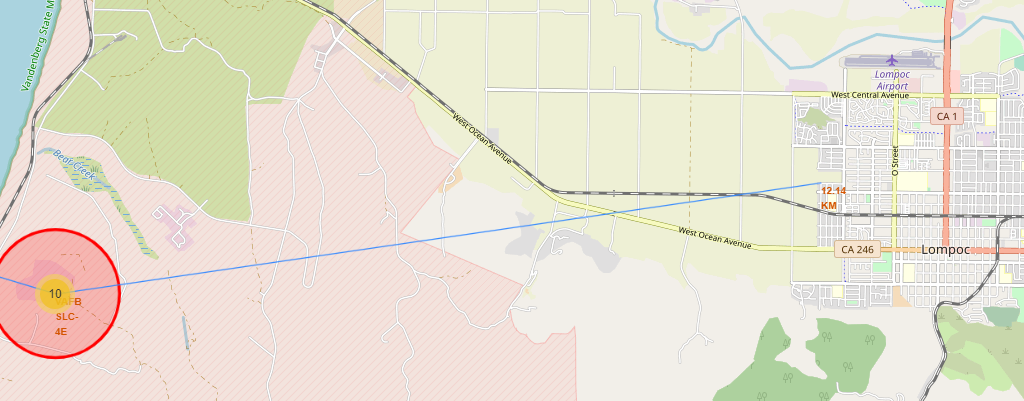 Vandenberg State M
Lompoc
Airport
West Central Avenue
CA 1
West Ocean Avenue
O Street
Bear Creek
12.14
KM
West Ocean Avenue
CA 246
Lompoc
10
SLC-
4E